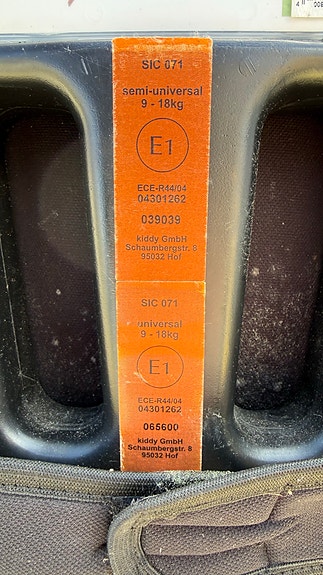 SIC 071
semi-universal
9 - 18kg
E1
ECE-R44/04
04301262
039039
kiddy GmbH
Schaumbergstr. 8
95032 Hof
SIC 071
universal
9 - 18kg
E1
ECE-R44/04
04301262
065600
kiddy GmbH
Schaumbergstr. 8
95032 Hof